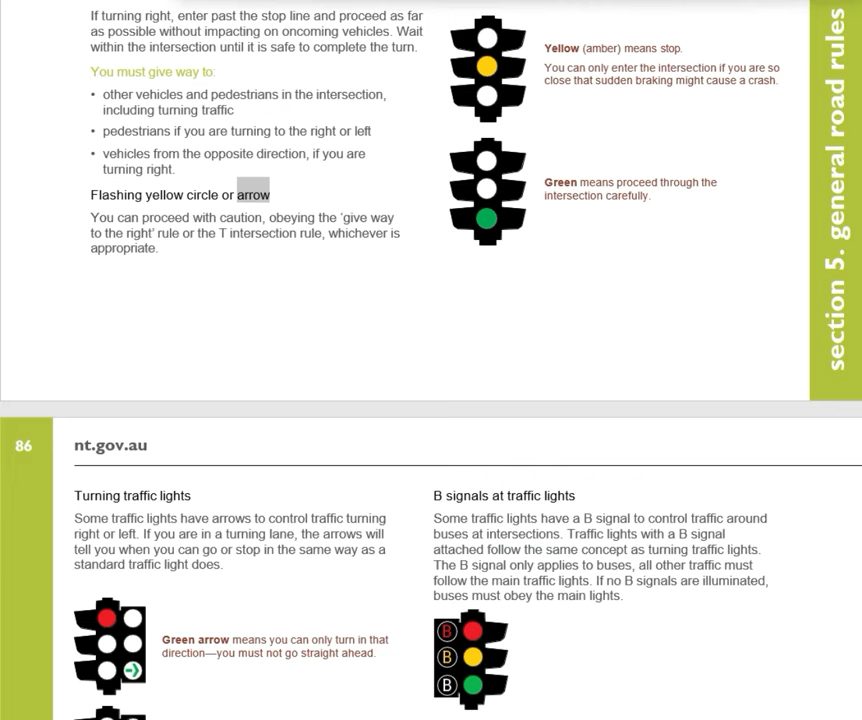 If turning right, enter past the stop line and proceed as far
as possible without impacting on oncoming vehicles. Wait
within the intersection until it is safe to complete the turn.
You must give way to:
• other vehicles and pedestrians in the intersection,
including turning traffic
• pedestrians if you are turning to the right or left
• vehicles from the opposite direction, if you are
turning right.
Flashing yellow circle or arrow
You can proceed with caution, obeying the 'give way
to the right' rule or the T intersection rule, whichever is
appropriate.
Yellow (amber) means stop.
You can only enter the intersection if you are so
close that sudden braking might cause a crash.
Green means proceed through the
intersection carefully.
section 5. general road rules
86
nt.gov.au
Turning traffic lights
Some traffic lights have arrows to control traffic turning
right or left. If you are in a turning lane, the arrows will
tell you when you can go or stop in the same way as a
standard traffic light does.
Green arrow means you can only turn in that
direction—you must not go straight ahead.
B signals at traffic lights
Some traffic lights have a B signal to control traffic around
buses at intersections. Traffic lights with a B signal
attached follow the same concept as turning traffic lights.
The B signal only applies to buses, all other traffic must
follow the main traffic lights. If no B signals are illuminated,
buses must obey the main lights.
B
B
B